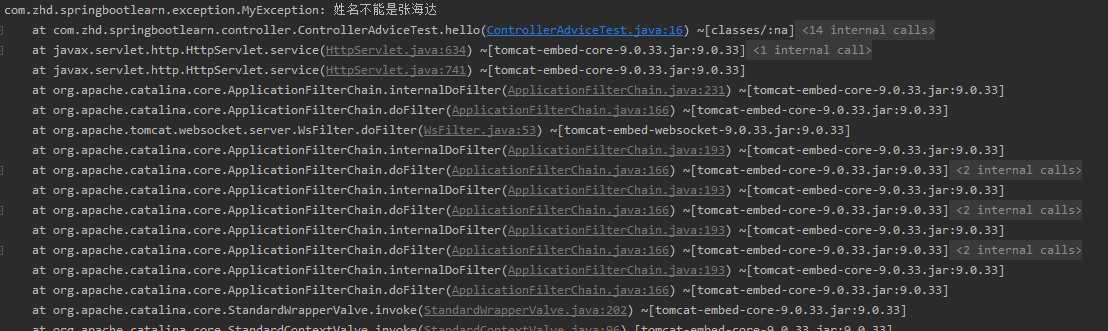 com.zhd.springbootlearn.exception.MyException: 姓名不能是张海达
at com.zhd.springbootlearn.controller.ControllerAdviceTest.hello(ControllerAdviceTest.java:16) ~[classes/:na] <14 internal calls>
at javax.servlet.http.HttpServlet.service(HttpServlet.java:634) ~[tomcat-embed-core-9.0.33.jar:9.0.33] <1 internal call>
at javax.servlet.http.HttpServlet.service(HttpServlet.java:741) ~[tomcat-embed-core-9.0.33.jar:9.0.33]
at org.apache.catalina.core.ApplicationFilterChain.internalDoFilter(ApplicationFilterChain.java:231) ~[tomcat-embed-core-9.0.33.jar:9.0.33]
at org.apache.catalina.core.ApplicationFilterChain.doFilter(ApplicationFilterChain.java:166) ~[tomcat-embed-core-9.0.33.jar:9.0.33]
at org.apache.tomcat.websocket.server.WsFilter.doFilter(WsFilter.java:53) ~[tomcat-embed-websocket-9.0.33.jar:9.0.33]
at org.apache.catalina.core.ApplicationFilterChain.internalDoFilter(ApplicationFilterChain.java:193) ~[tomcat-embed-core-9.0.33.jar:9.0.33]
at org.apache.catalina.core.ApplicationFilterChain.doFilter(ApplicationFilterChain.java:166) ~[tomcat-embed-core-9.0.33.jar:9.0.33] <2 internal calls>
at org.apache.catalina.core.ApplicationFilterChain.internalDoFilter(ApplicationFilterChain.java:193) ~[tomcat-embed-core-9.0.33.jar:9.0.33]
at org.apache.catalina.core.ApplicationFilterChain.doFilter(ApplicationFilterChain.java:166) ~[tomcat-embed-core-9.0.33.jar:9.0.33] <2 internal calls>
at org.apache.catalina.core.ApplicationFilterChain.internalDoFilter(ApplicationFilterChain.java:193) ~[tomcat-embed-core-9.0.33.jar:9.0.33]
at org.apache.catalina.core.ApplicationFilterChain.doFilter(ApplicationFilterChain.java:166) ~[tomcat-embed-core-9.0.33.jar:9.0.33] <2 internal calls>
at org.apache.catalina.core.ApplicationFilterChain.internalDoFilter(ApplicationFilterChain.java:193) ~[tomcat-embed-core-9.0.33.jar:9.0.33]
at org.apache.catalina.core.ApplicationFilterChain.doFilter(ApplicationFilterChain.java:166) ~[tomcat-embed-core-9.0.33.jar:9.0.33]
at org.apache.catalina.core.StandardWrapperValve.invoke(StandardWrapperValve.java:202) ~[tomcat-embed-core-9.0.33.jar:9.0.33]
at org.apache.catalina.core.StandardContextValve.invoke(StandardContextValve.java:96) [tomcat-embed-core-9.0.33.jar:9.0.33]